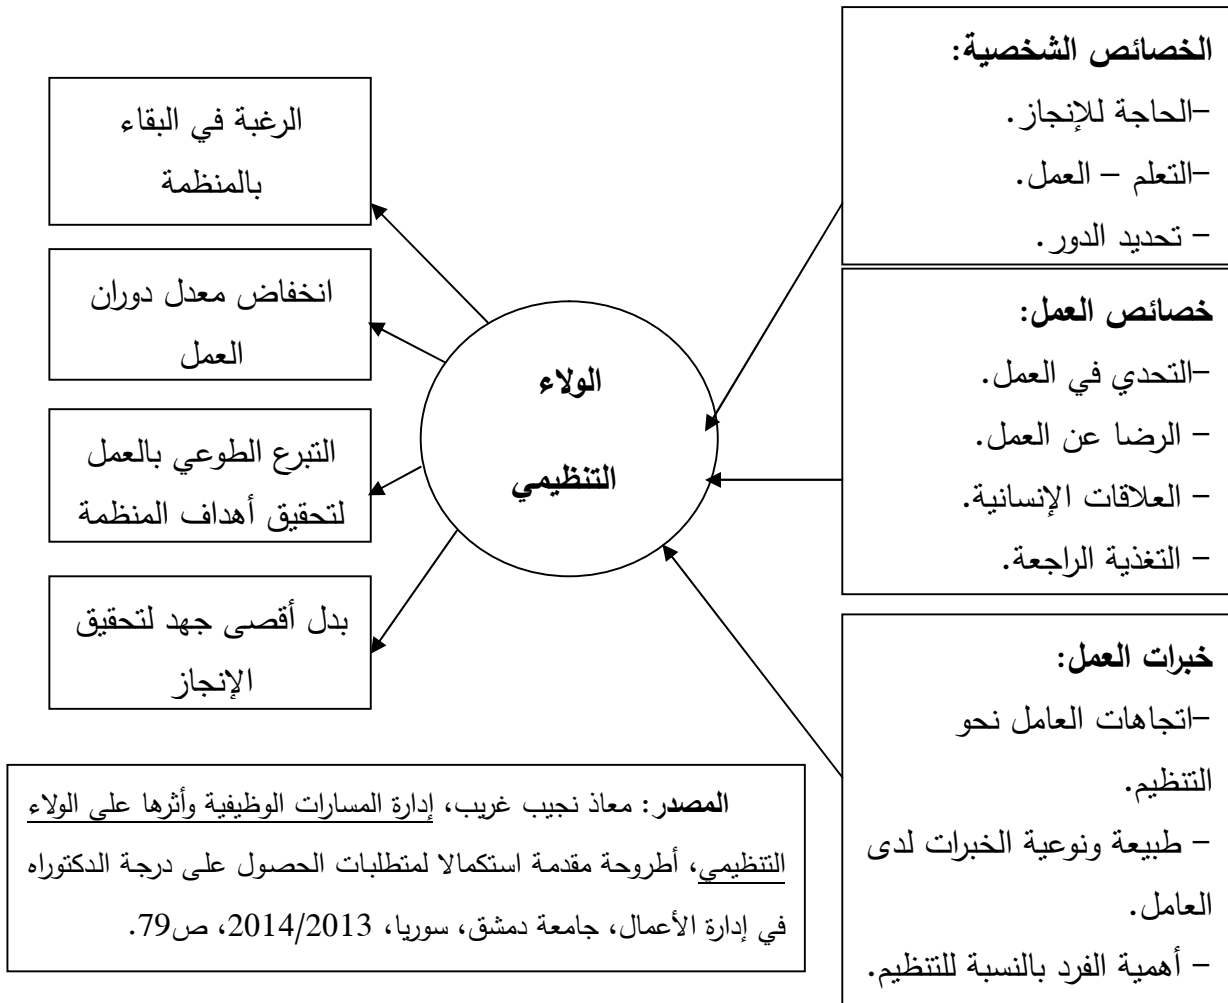 الخصائص الشخصية:
-الحاجة للإنجاز.
-التعلم – العمل.
- تحديد الدور.
خصائص العمل:
-التحدي في العمل.
- الرضا عن العمل.
- العلاقات الإنسانية.
- التغذية الراجعة.
خبرات العمل:
-اتجاهات العامل نحو
التنظيم.
- طبيعة ونوعية الخبرات لدى
العامل.
- أهمية الفرد بالنسبة للتنظيم.
الولاء
التنظيمي
الرغبة في البقاء
بالمنظمة
انخفاض معدل دوران
العمل
التبرع الطوعي بالعمل
لتحقيق أهداف المنظمة
بدل أقصى جهد لتحقيق
الإنجاز
المصدر: معاذ نجيب غريب، إدارة المسارات الوظيفية وأثرها على الولاء
التنظيمي، أطروحة مقدمة استكمالا لمتطلبات الحصول على درجة الدكتوراه
في إدارة الأعمال، جامعة دمشق، سوريا، 2014/2013، ص79.